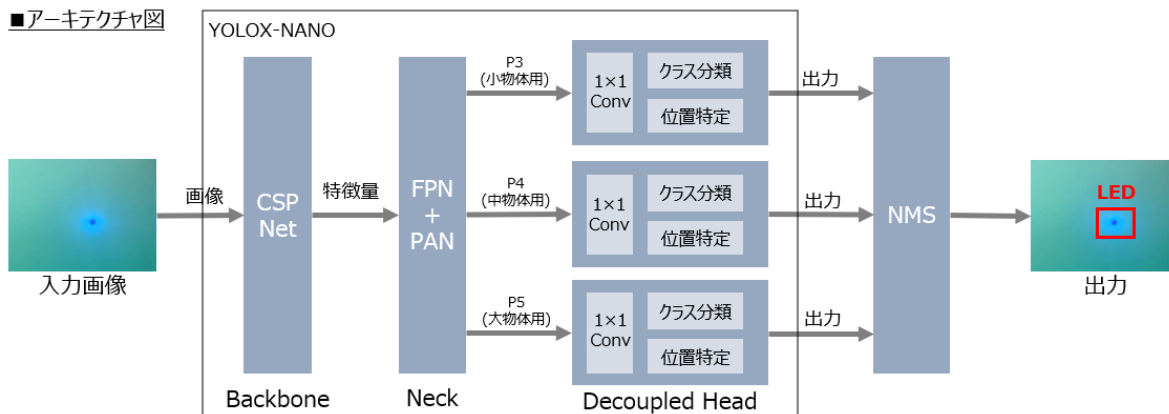 ■アーキテクチャ図
YOLOX-NANO
画像
CSP
Net
特徴量
FPN
+
PAN
P3
(小物体用)
1×1
Conv
クラス分類
位置特定
出力
P4
(中物体用)
1×1
Conv
クラス分類
位置特定
出力
P5
(大物体用)
1×1
Conv
クラス分類
位置特定
出力
NMS
LED
入力画像
出力
Backbone
Neck
Decoupled Head